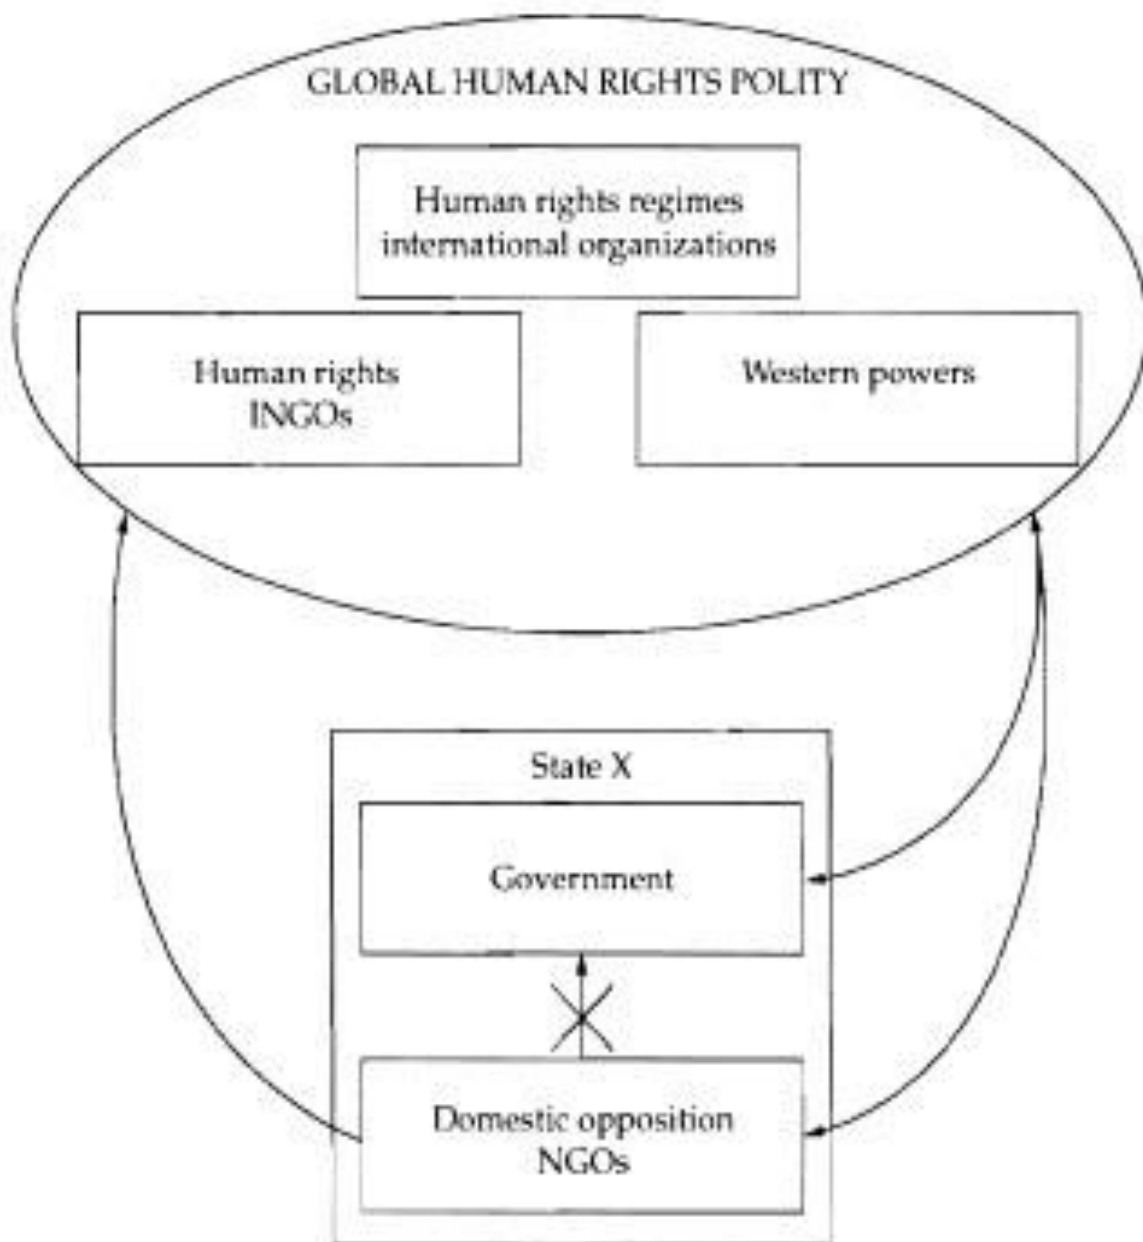 GLOBAL HUMAN RIGHTS POLITY
Human rights regimes
international organizations
Human rights
INGOs
Western powers
State X
Government
Domestic opposition
NGOs